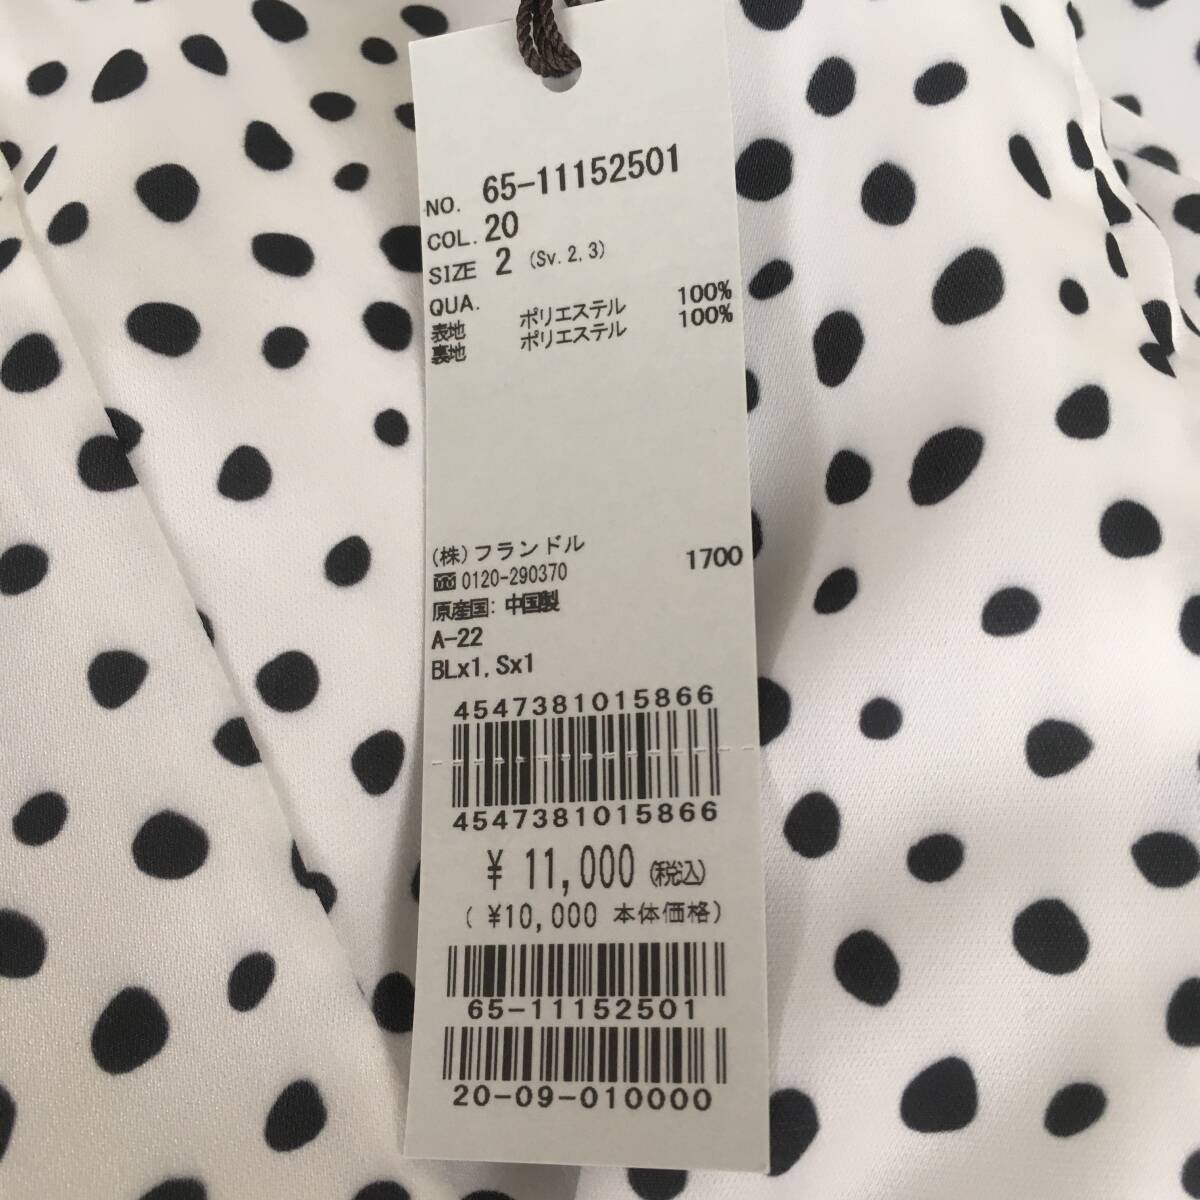 NO. 65-11152501
COL. 20
SIZE 2 (Sv. 2, 3)
QUA.
表地 ポリエステル 100%
裏地 ポリエステル 100%
(株)フランドル 1700
☎0120-290370
原産国: 中国製
A-22
BLx1, Sx1
4547381015866
4547381015866
¥ 11,000 (税込)
( ¥10,000 本体価格)
65-11152501
20-09-010000